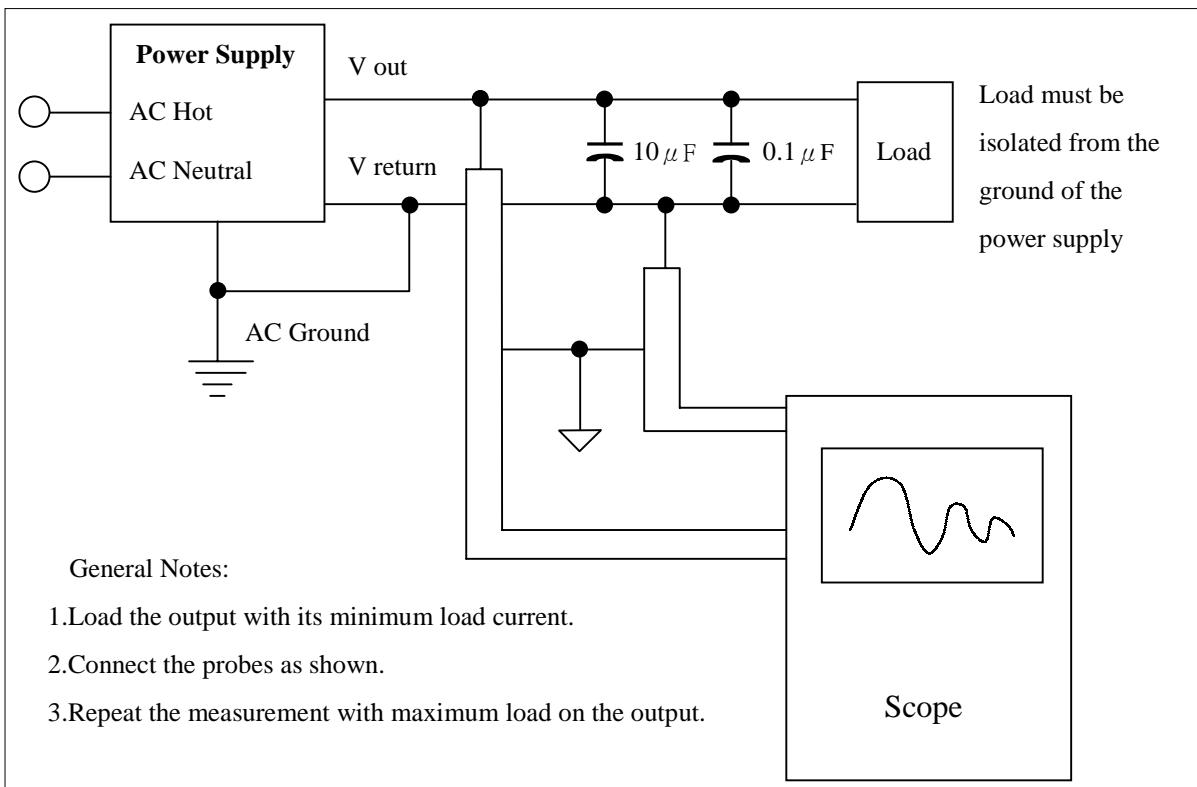 Power Supply
AC Hot
AC Neutral
V out
V return
10μF
0.1μF
Load
Load must be
isolated from the
ground of the
power supply
AC Ground
General Notes:
1.Load the output with its minimum load current.
2.Connect the probes as shown.
3.Repeat the measurement with maximum load on the output.
Scope